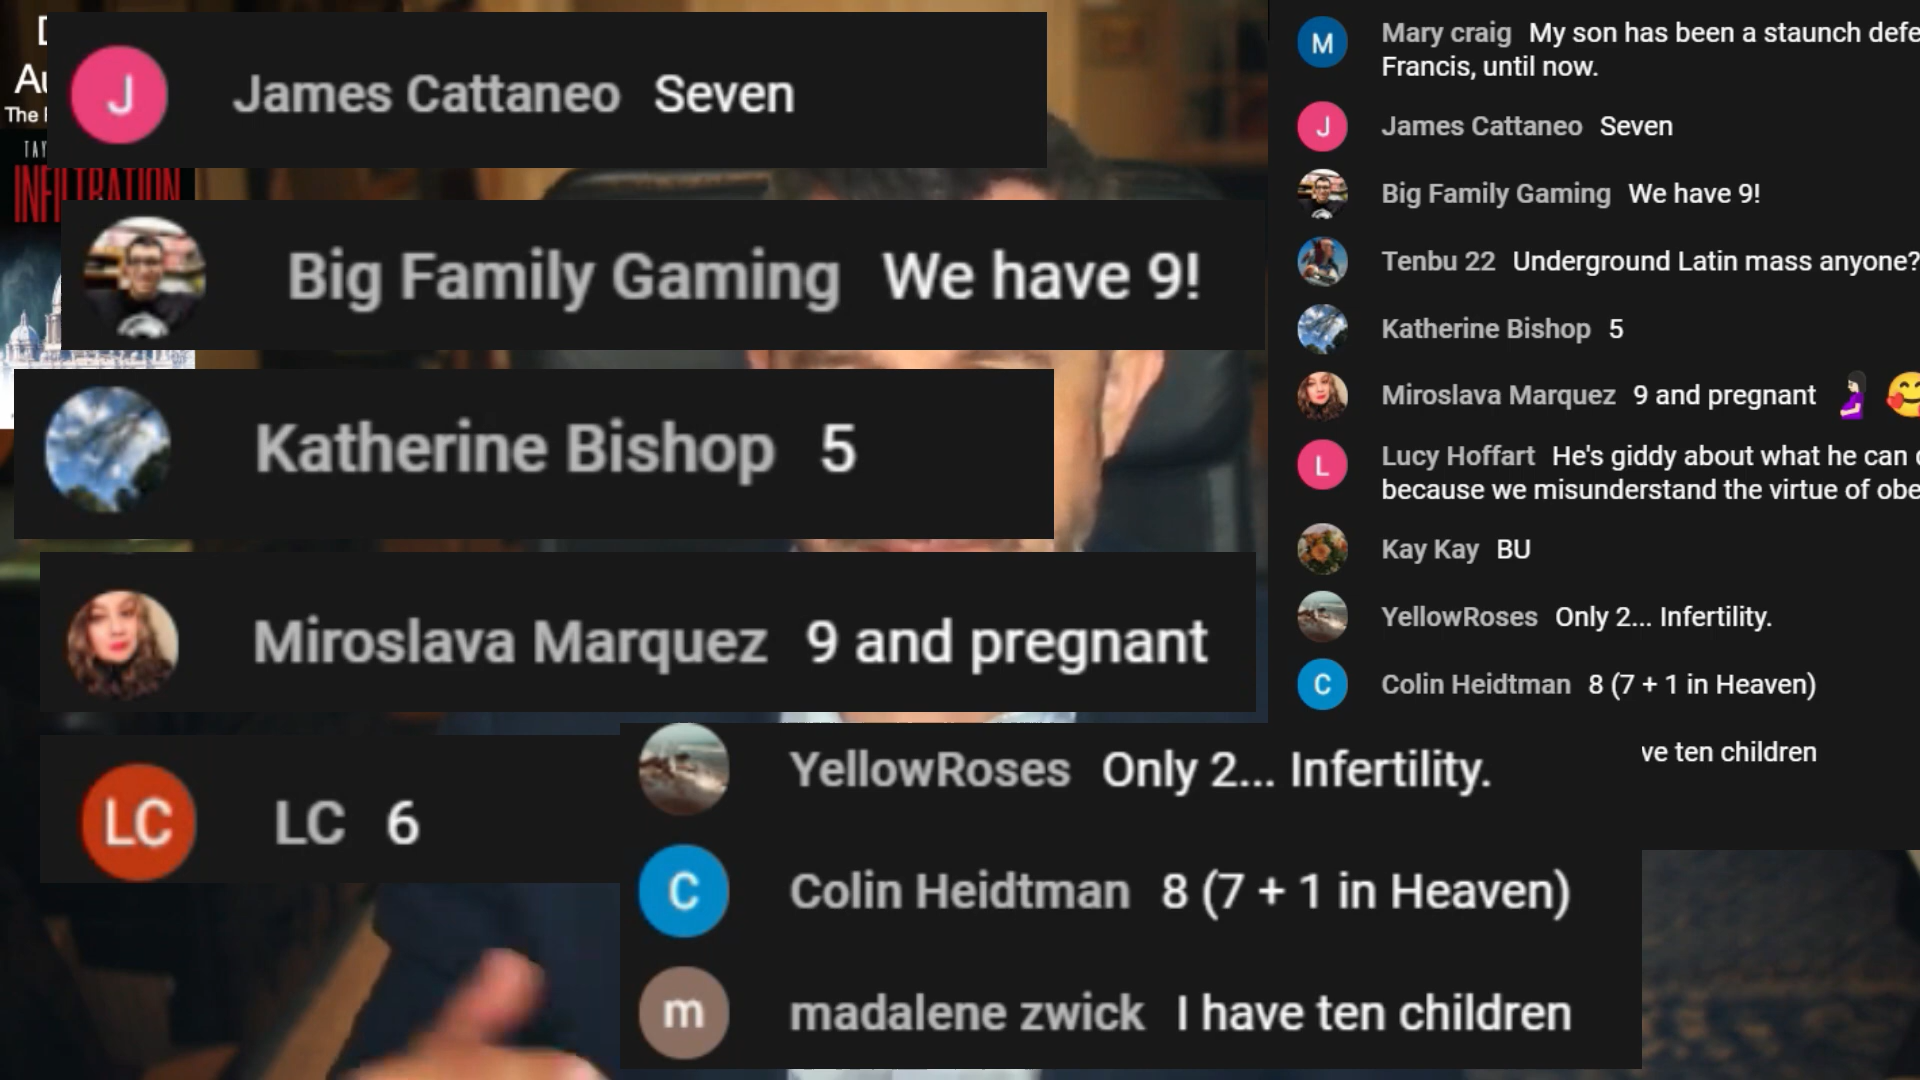 D
Au
The
TAY
INFILTRATION
James Cattaneo Seven
Big Family Gaming We have 9!
Katherine Bishop 5
Miroslava Marquez 9 and pregnant
LC LC 6
YellowRoses Only 2... Infertility.
C Colin Heidtman 8 (7 + 1 in Heaven)
m madalene zwick I have ten children
M Mary craig My son has been a staunch defe
Francis, until now.
J James Cattaneo Seven
Big Family Gaming We have 9!
Tenbu 22 Underground Latin mass anyone?
Katherine Bishop 5
Miroslava Marquez 9 and pregnant 🫄🏻 🥰
L Lucy Hoffart He's giddy about what he can
because we misunderstand the virtue of obe
Kay Kay BU
YellowRoses Only 2... Infertility.
C Colin Heidtman 8 (7 + 1 in Heaven)
ve ten children